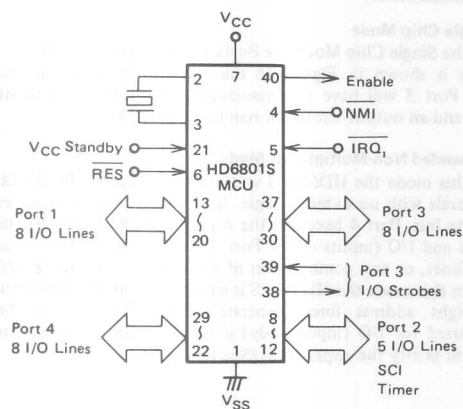 VCC
7
2
3
VCC Standby
21
RES
6
HD6801S
MCU
40
Enable
4
NMI
5
IRQ1
Port 1
8 I/O Lines
13
20
37
30
Port 3
8 I/O Lines
39
38
Port 3
I/O Strobes
Port 4
8 I/O Lines
29
22
8
12
Port 2
5 I/O Lines
SCI
Timer
1
VSS